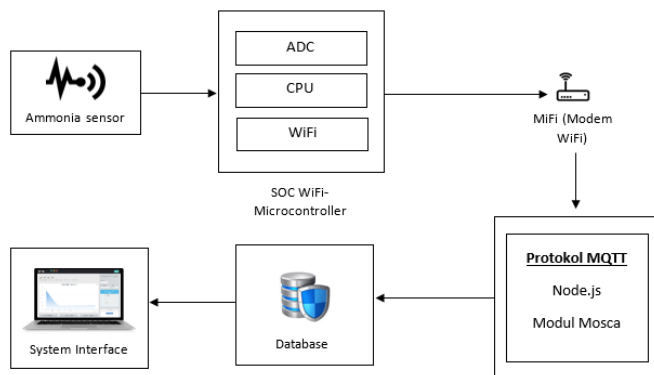 ADC
CPU
WiFi
Ammonia sensor
SOC WiFi-
Microcontroller
MiFi (Modem
WiFi)
Protokol MQTT
Node.js
Modul Mosca
Database
System Interface